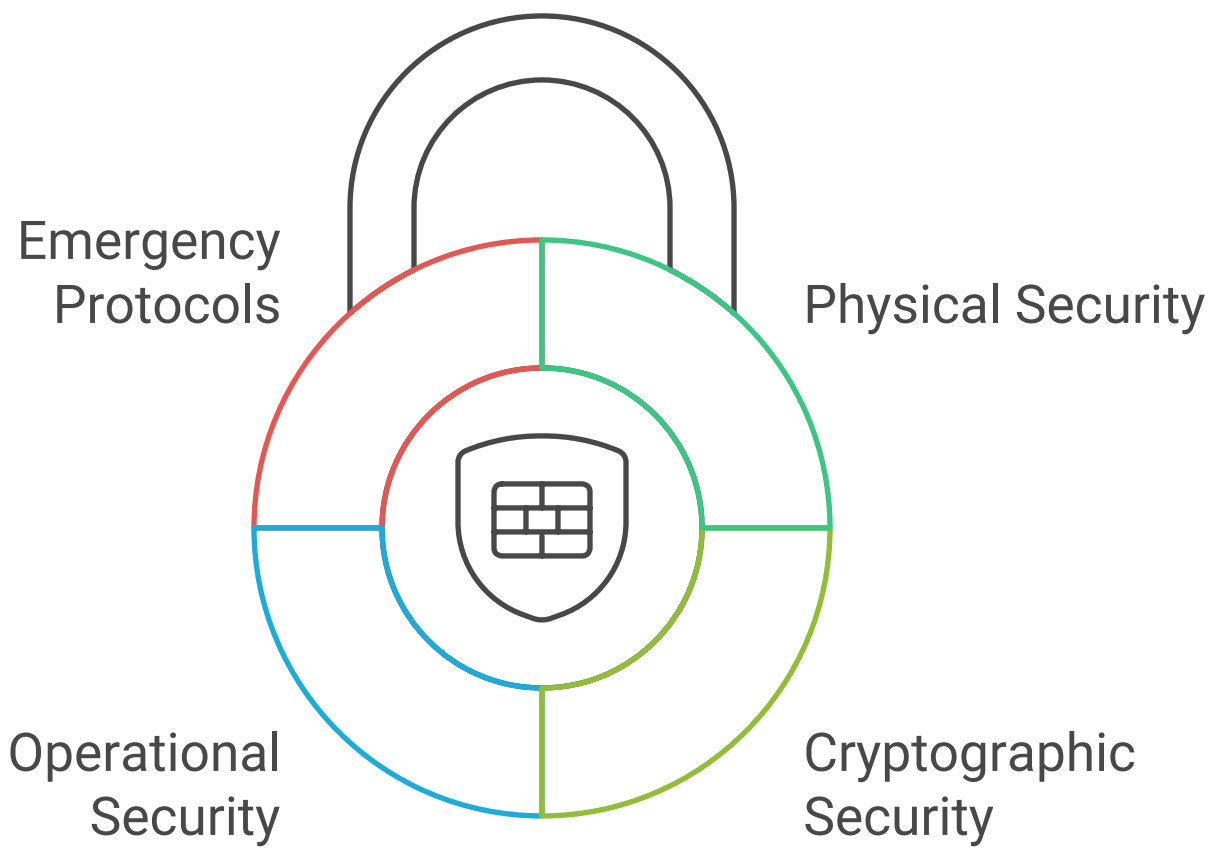 Emergency
Protocols
Physical Security
Operational
Security
Cryptographic
Security